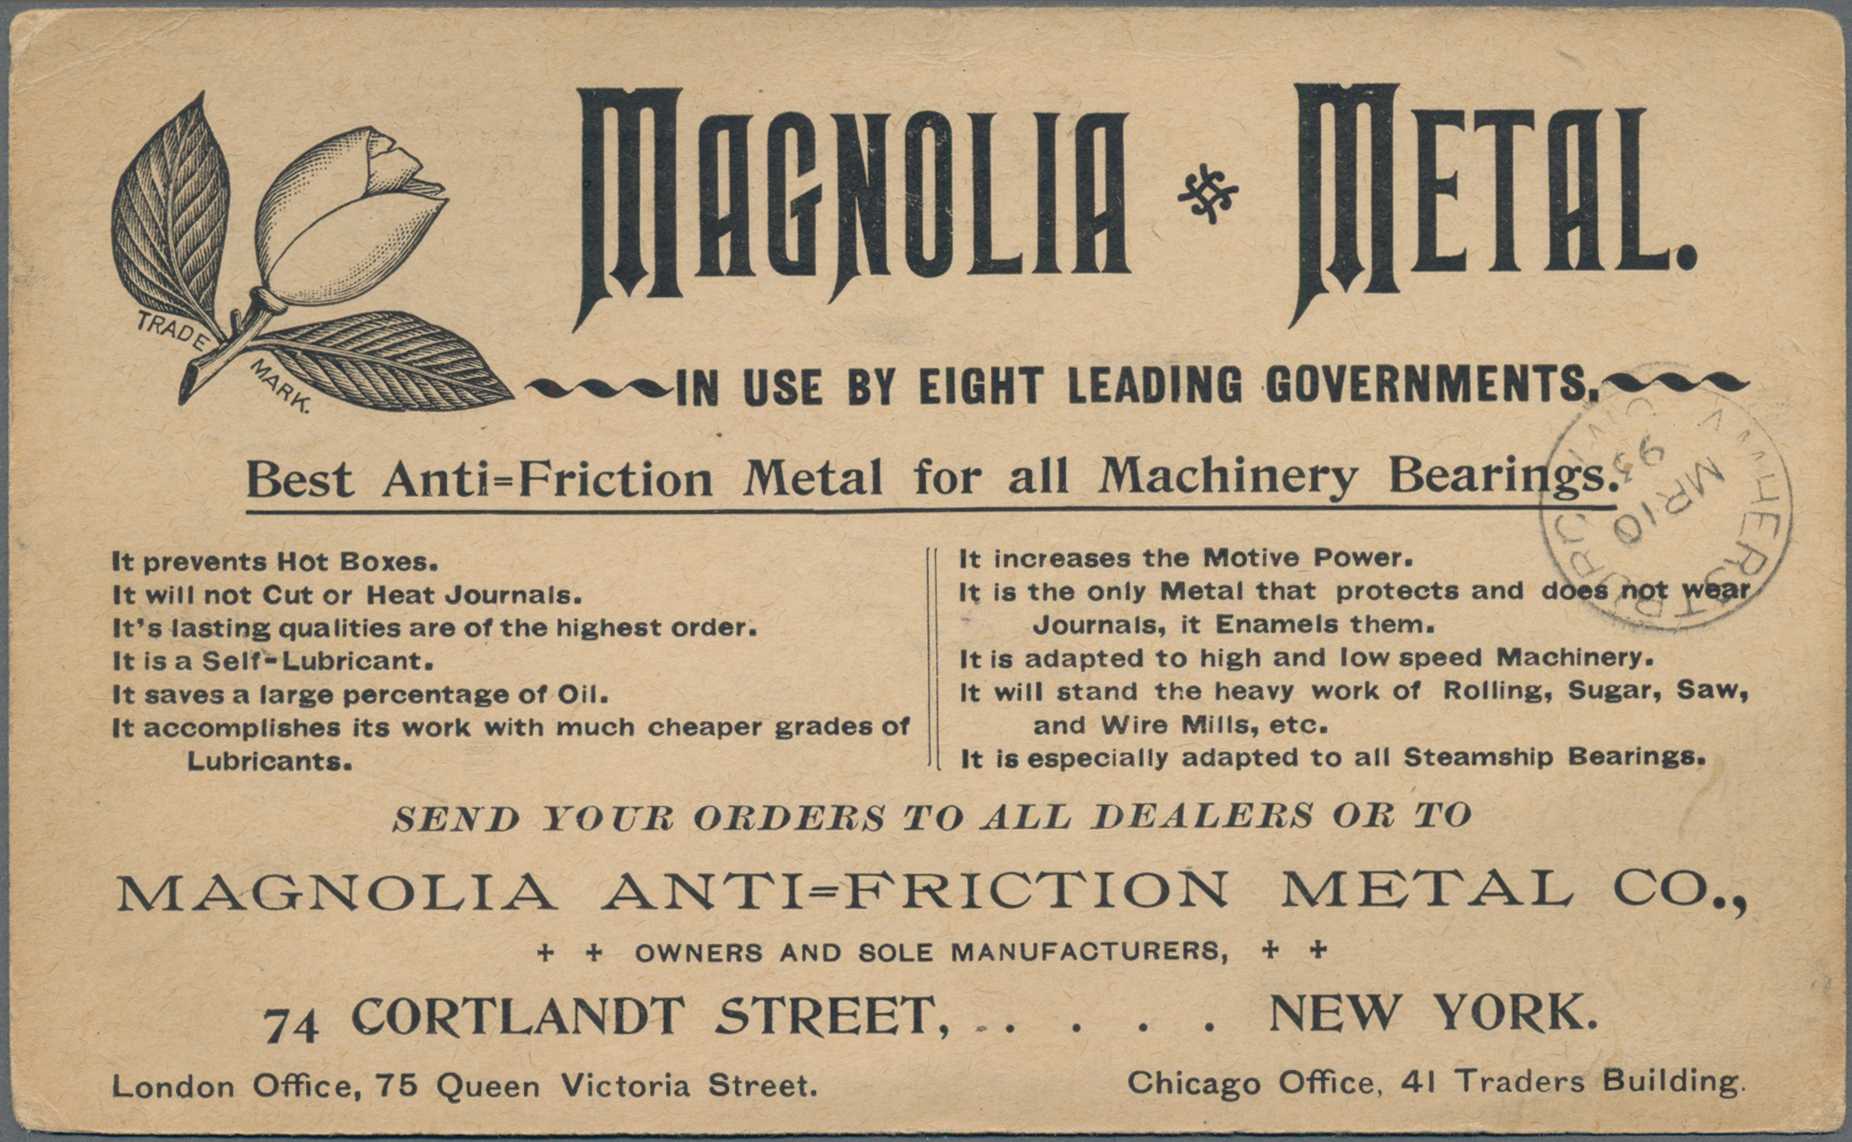 MAGNOLIA METAL.
TRADE MARK.
IN USE BY EIGHT LEADING GOVERNMENTS.
Best Anti=Friction Metal for all Machinery Bearings.
It prevents Hot Boxes.
It will not Cut or Heat Journals.
It's lasting qualities are of the highest order.
It is a Self-Lubricant.
It saves a large percentage of Oil.
It accomplishes its work with much cheaper grades of
Lubricants.
It increases the Motive Power.
It is the only Metal that protects and does not wear
Journals, it Enamels them.
It is adapted to high and low speed Machinery.
It will stand the heavy work of Rolling, Sugar, Saw,
and Wire Mills, etc.
It is especially adapted to all Steamship Bearings.
MR 10
93
SEND YOUR ORDERS TO ALL DEALERS OR TO
MAGNOLIA ANTI=FRICTION METAL CO.,
OWNERS AND SOLE MANUFACTURERS,
74 CORTLANDT STREET, . . . . . NEW YORK.
London Office, 75 Queen Victoria Street.
Chicago Office, 41 Traders Building.